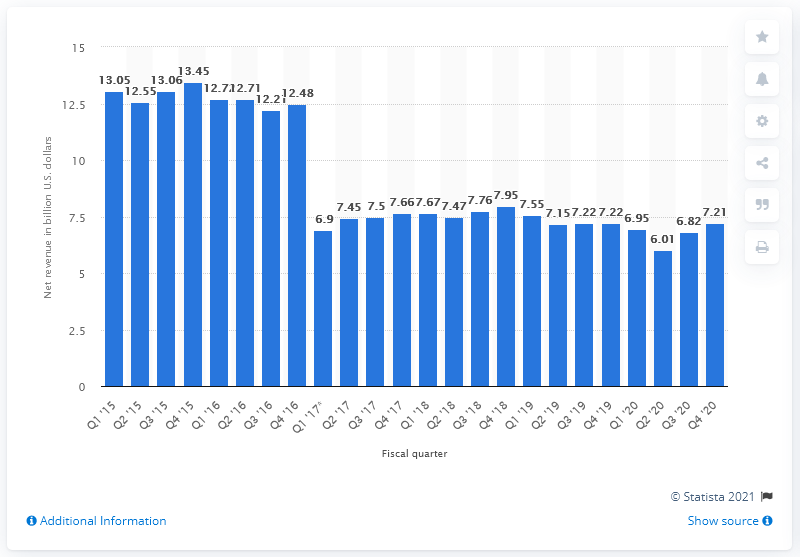 15
12.5
10
7.5
5
2.5
0
Net revenue in billion U.S. dollars
13.05
12.55
13.06
13.45
12.71
12.48
6.9
7.45
7.5
7.66
7.67
7.47
7.76
7.95
7.55
7.15
7.22
7.22
6.95
6.01
6.82
7.21
Q1 '15
Q2 '15
Q3 '15
Q4 '15
Q1 '16
Q2 '16
Q3 '16
Q4 '16
Q1 '17^
Q2 '17
Q3 '17
Q4 '17
Q1 '18
Q2 '18
Q3 '18
Q4 '18
Q1 '19
Q2 '19
Q3 '19
Q4 '19
Q1 '20
Q2 '20
Q3 '20
Q4 '20
Fiscal quarter
© Statista 2021
Additional Information
Show source